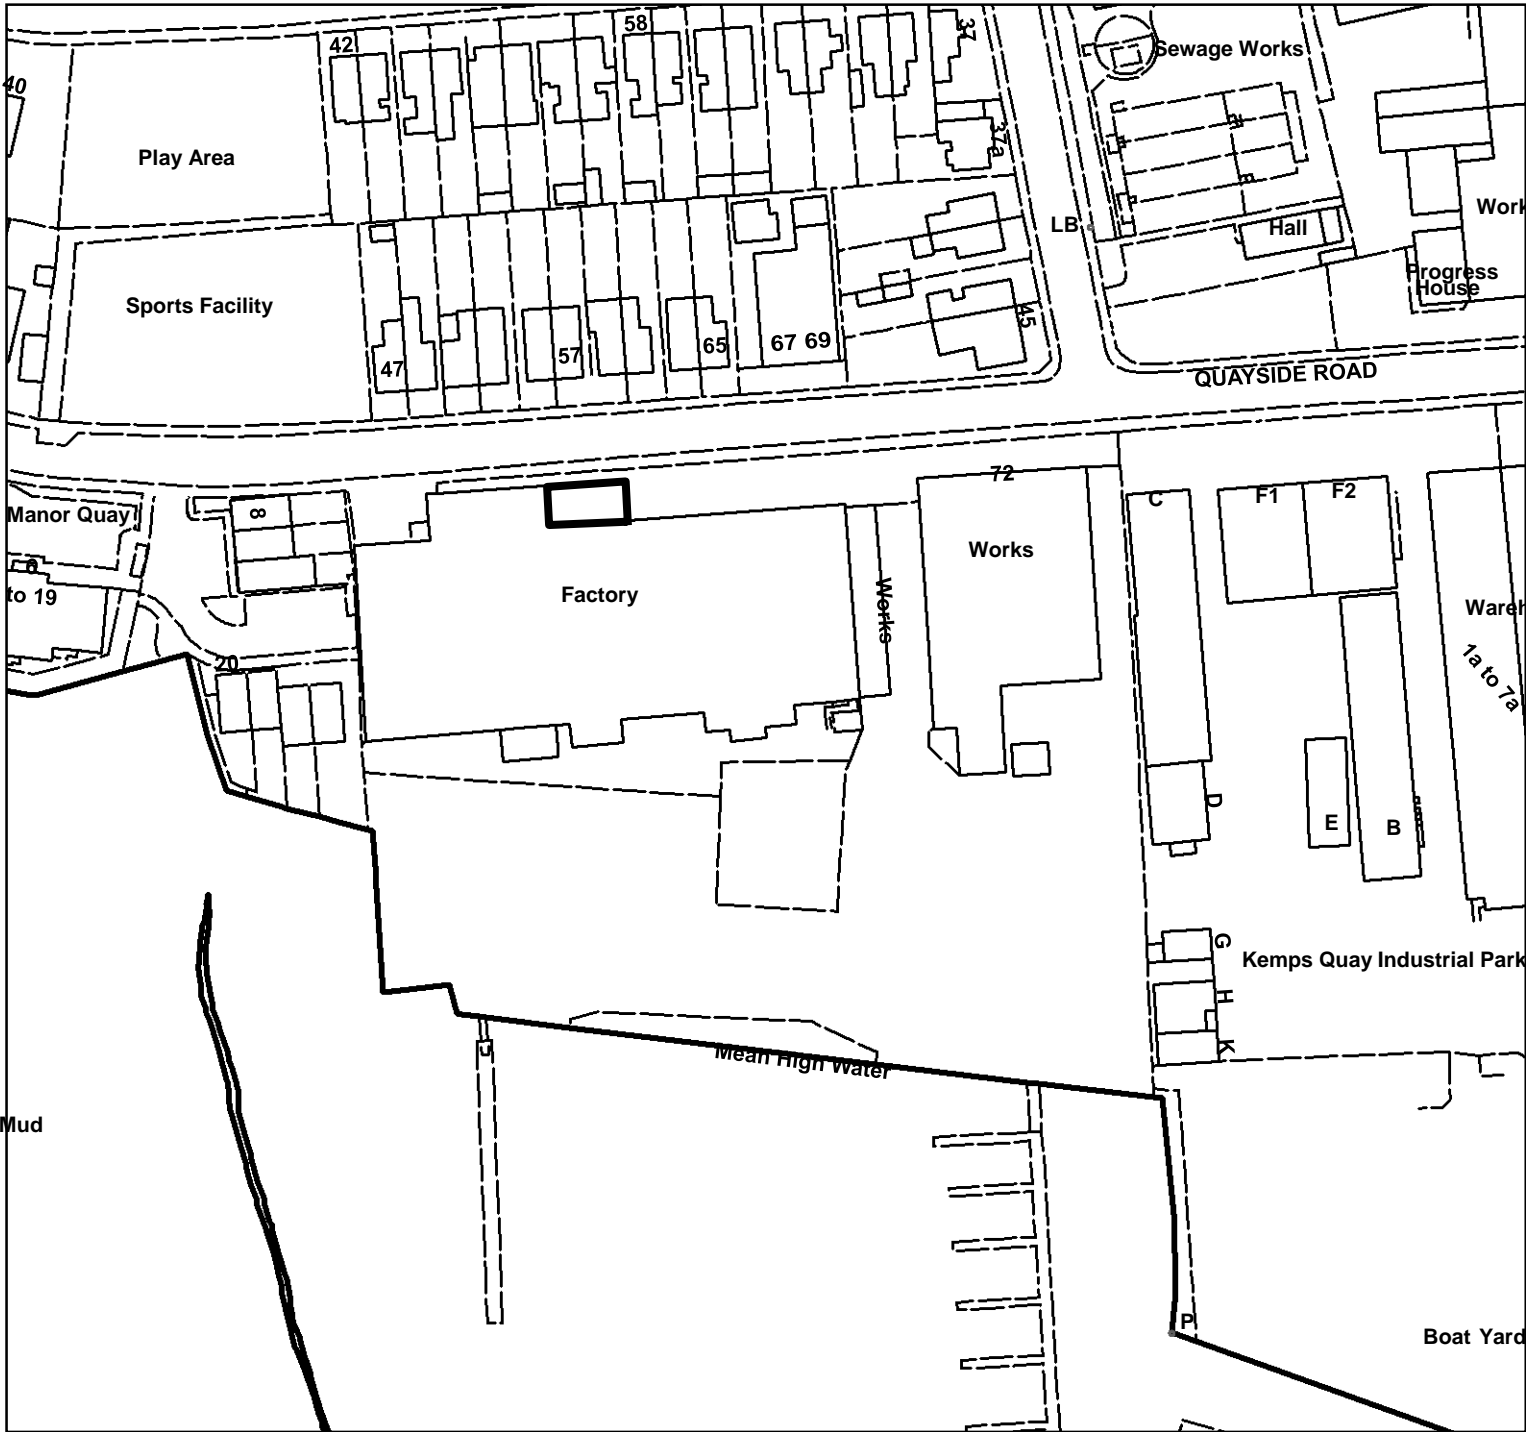 58
37
42
Sewage Works
40
37a
Play Area
Work
LB
Hall
Progress
House
Sports Facility
45
67 69
65
57
47
QUAYSIDE ROAD
72
F1
F2
C
8
Manor Quay
Works
6
to 19
Factory
Works
Wareh
20
1a to 7a
D
E
B
G
Kemps Quay Industrial Park
H
K
Mean High Water
Mud
P
Boat Yard